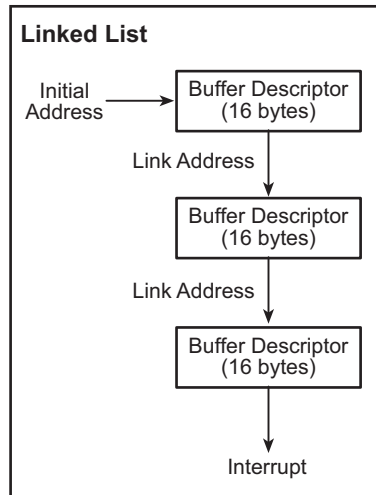 Linked List
Initial
Address
Buffer Descriptor
(16 bytes)
Link Address
Buffer Descriptor
(16 bytes)
Link Address
Buffer Descriptor
(16 bytes)
Interrupt